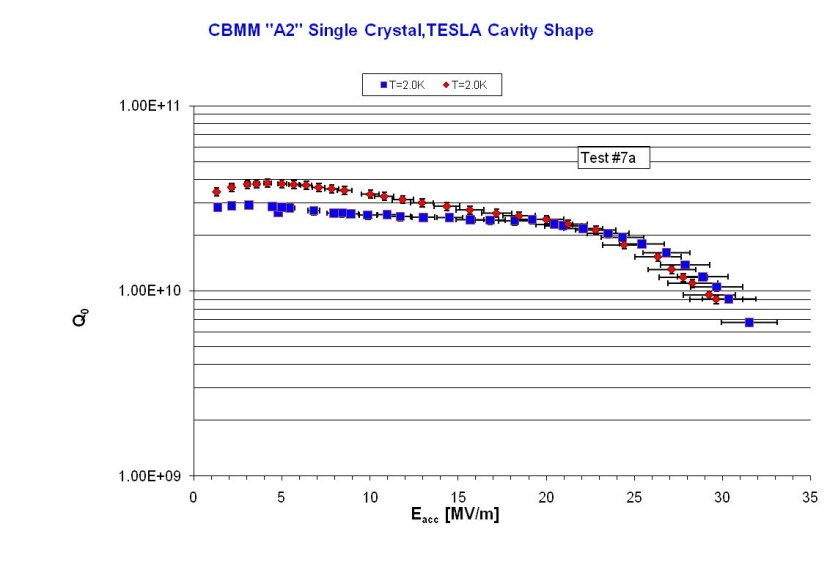 CBMM "A2" Single Crystal,TESLA Cavity Shape
T=2.0K T=2.0K
1.00E+11
Test #7a
1.00E+10
Q0
1.00E+09
0 5 10 15 20 25 30 35
Eacc [MV/m]